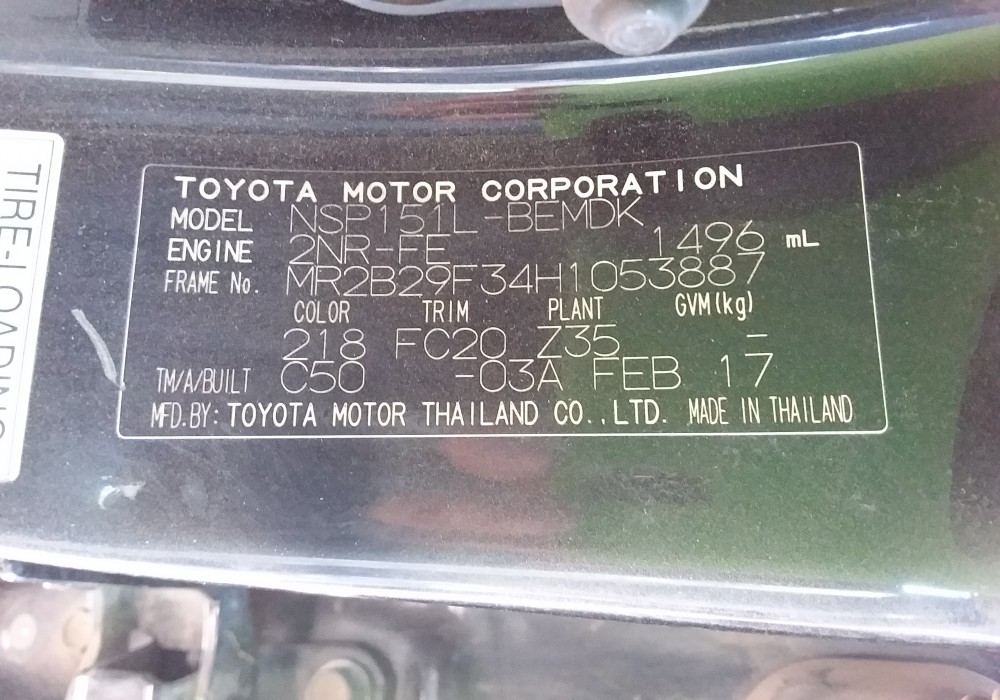 TOYOTA MOTOR CORPORATION
MODEL NSP151L-BEMDK
ENGINE 2NR-FE 1496 mL
FRAME No. MR2B29F34H1053887
COLOR TRIM PLANT GVM(kg)
218 FC20 Z35 -
TM/A/BUILT C50 -03A FEB 17
MFD.BY: TOYOTA MOTOR THAILAND CO.,LTD. MADE IN THAILAND
TIRE-LOADING